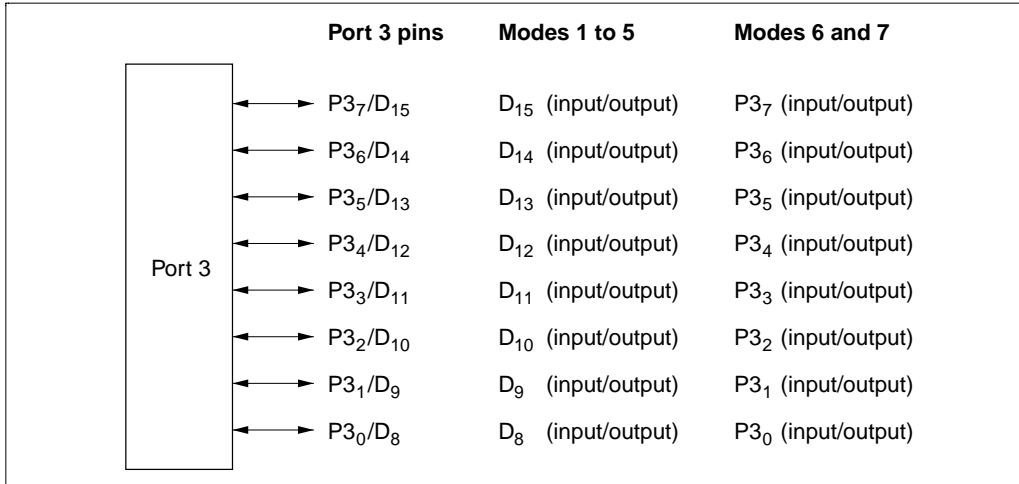 Port 3 pins Modes 1 to 5 Modes 6 and 7
P3₇/D₁₅ D₁₅ (input/output) P3₇ (input/output)
P3₆/D₁₄ D₁₄ (input/output) P3₆ (input/output)
P3₅/D₁₃ D₁₃ (input/output) P3₅ (input/output)
P3₄/D₁₂ D₁₂ (input/output) P3₄ (input/output)
Port 3
P3₃/D₁₁ D₁₁ (input/output) P3₃ (input/output)
P3₂/D₁₀ D₁₀ (input/output) P3₂ (input/output)
P3₁/D₉ D₉ (input/output) P3₁ (input/output)
P3₀/D₈ D₈ (input/output) P3₀ (input/output)